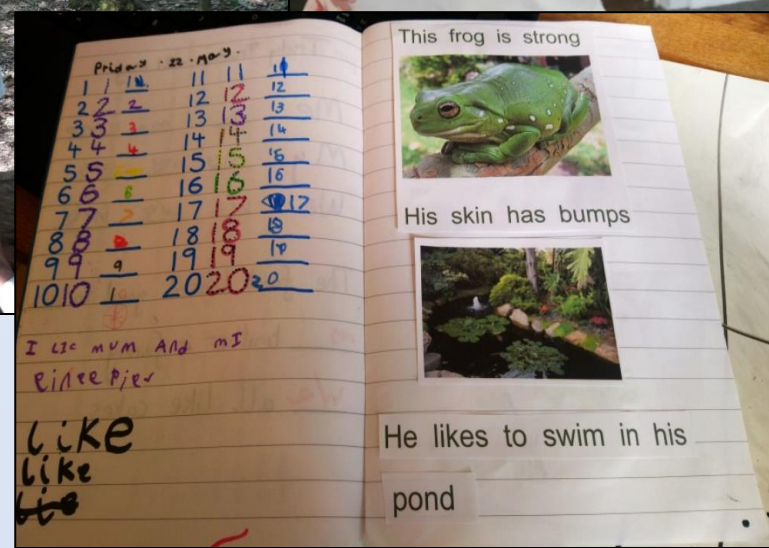 Friday . 22 . May .
1 1 1
2 2 2
3 3 3
4 4 4
5 5
6 6 6
7 7 7
8 8 8
9 9 9
10 10 1
11 11 11
12 12 12
13 13 13
14 14 14
15 15 15
16 16 16
17 17 17
18 18 18
19 19 19
20 20 20
I LIC mum And mI
like
like
This frog is strong
His skin has bumps
He likes to swim in his
pond